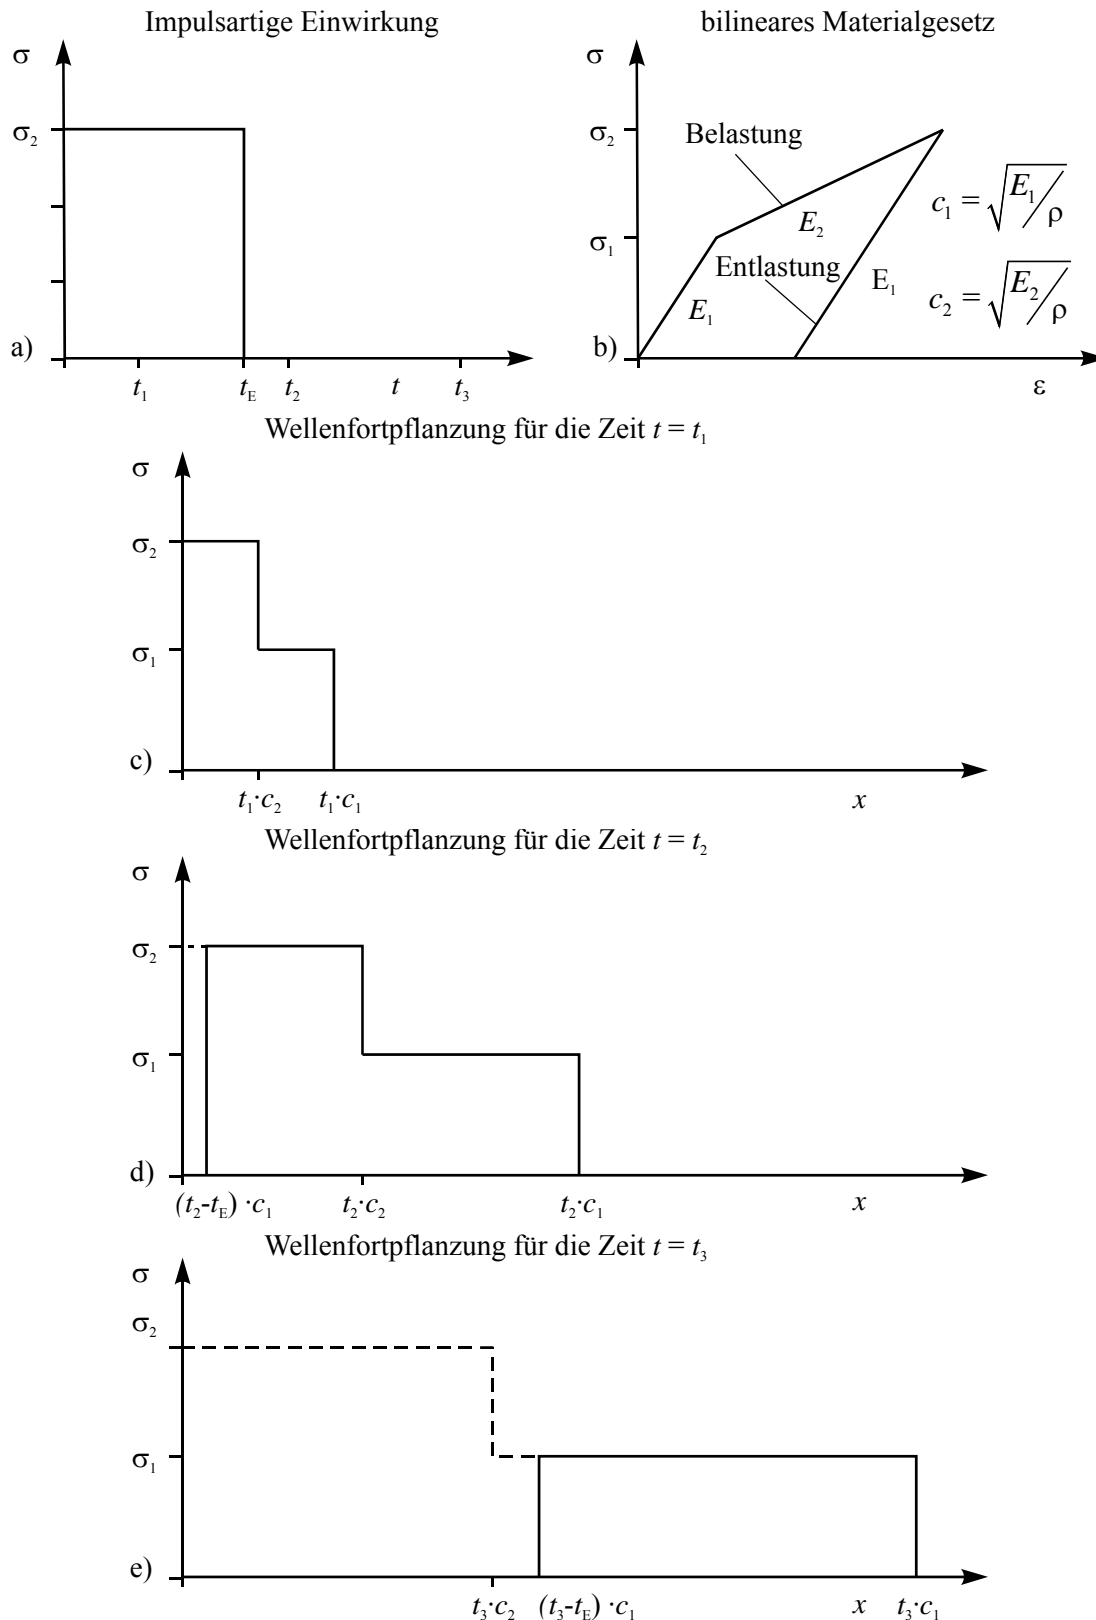 Impulsartige Einwirkung
bilineares Materialgesetz
σ
σ₂
a)
t₁ t_E t₂ t t₃
σ
σ₂
σ₁
Belastung
E₂
Entlastung
E₁
E₁
c₁ = √E₁/ρ
c₂ = √E₂/ρ
b)
ε
Wellenfortpflanzung für die Zeit t = t₁
σ
σ₂
σ₁
c)
t₁·c₂ t₁·c₁ x
Wellenfortpflanzung für die Zeit t = t₂
σ
σ₂
σ₁
d)
(t₂-t_E) ·c₁ t₂·c₂ t₂·c₁ x
Wellenfortpflanzung für die Zeit t = t₃
σ
σ₂
σ₁
e)
t₃·c₂ (t₃-t_E) ·c₁ x t₃·c₁